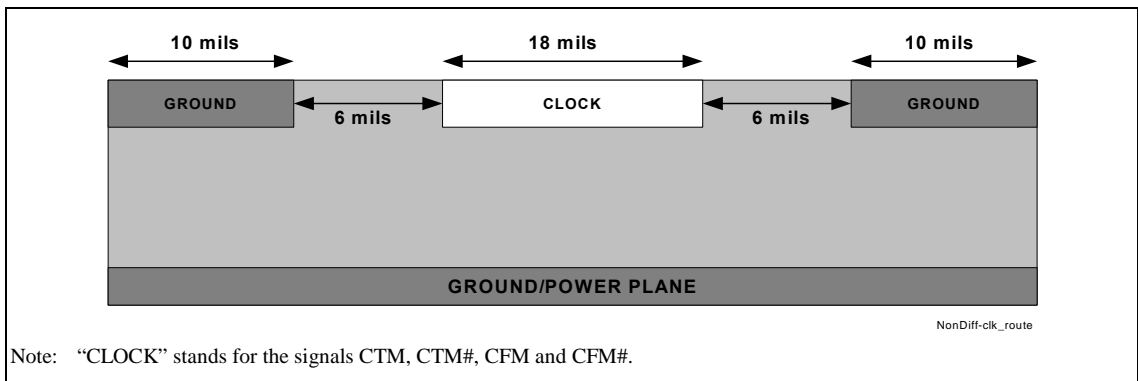 10 mils 18 mils 10 mils
GROUND CLOCK GROUND
6 mils 6 mils
GROUND/POWER PLANE
NonDiff-clk_route
Note: “CLOCK” stands for the signals CTM, CTM#, CFM and CFM#.